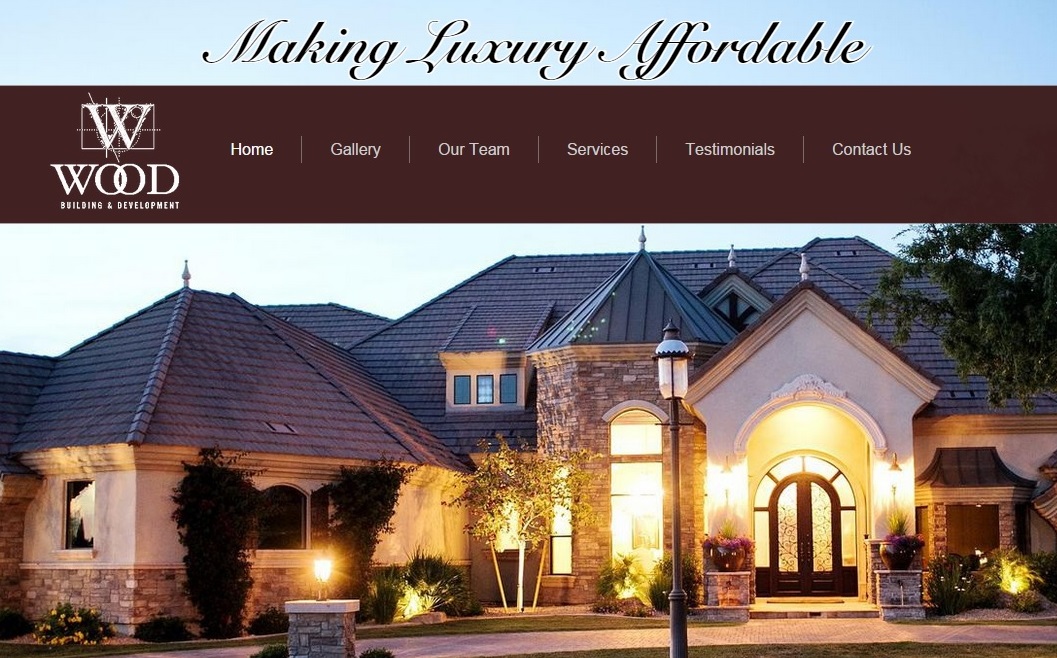 Making Luxury Affordable
W
WOOD
BUILDING & DEVELOPMENT
Home
Gallery
Our Team
Services
Testimonials
Contact Us